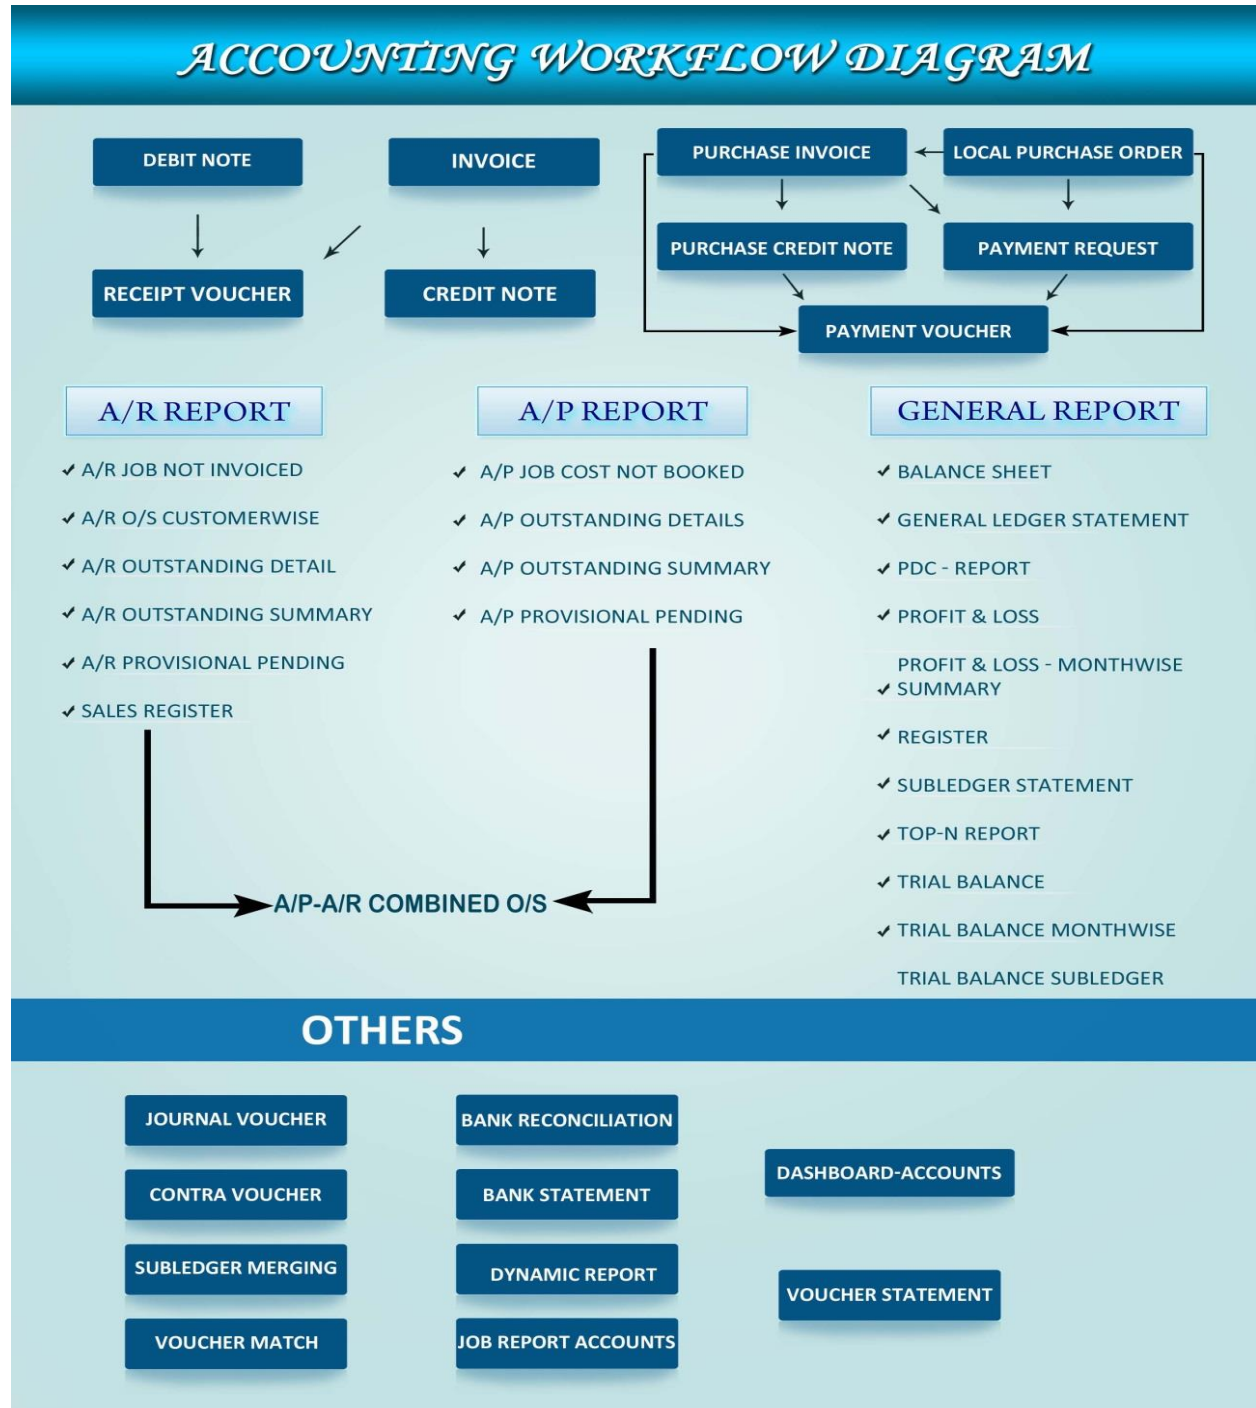 ACCOUNTING WORKFLOW DIAGRAM
DEBIT NOTE
INVOICE
PURCHASE INVOICE
LOCAL PURCHASE ORDER
RECEIPT VOUCHER
CREDIT NOTE
PURCHASE CREDIT NOTE
PAYMENT REQUEST
PAYMENT VOUCHER
A/R REPORT
A/R JOB NOT INVOICED
A/R O/S CUSTOMERWISE
A/R OUTSTANDING DETAIL
A/R OUTSTANDING SUMMARY
A/R PROVISIONAL PENDING
SALES REGISTER
A/P REPORT
A/P JOB COST NOT BOOKED
A/P OUTSTANDING DETAILS
A/P OUTSTANDING SUMMARY
A/P PROVISIONAL PENDING
A/P-A/R COMBINED O/S
GENERAL REPORT
BALANCE SHEET
GENERAL LEDGER STATEMENT
PDC - REPORT
PROFIT & LOSS
PROFIT & LOSS - MONTHWISE
SUMMARY
REGISTER
SUBLEDGER STATEMENT
TOP-N REPORT
TRIAL BALANCE
TRIAL BALANCE MONTHWISE
TRIAL BALANCE SUBLEDGER
OTHERS
JOURNAL VOUCHER
CONTRA VOUCHER
SUBLEDGER MERGING
VOUCHER MATCH
BANK RECONCILIATION
BANK STATEMENT
DYNAMIC REPORT
JOB REPORT ACCOUNTS
DASHBOARD-ACCOUNTS
VOUCHER STATEMENT